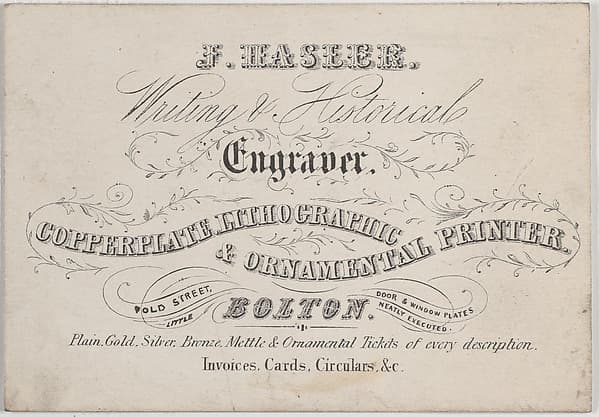 F. HASLER.
Writing & Historical
Engraver.
COPPERPLATE, LITHOGRAPHIC
& ORNAMENTAL PRINTER.
OLD STREET,
LITTLE
BOLTON.
DOOR & WINDOW PLATES
NEATLY EXECUTED.
Plain, Gold, Silver, Bronze, Mettle & Ornamental Tickets of every description.
Invoices, Cards, Circulars, &c.